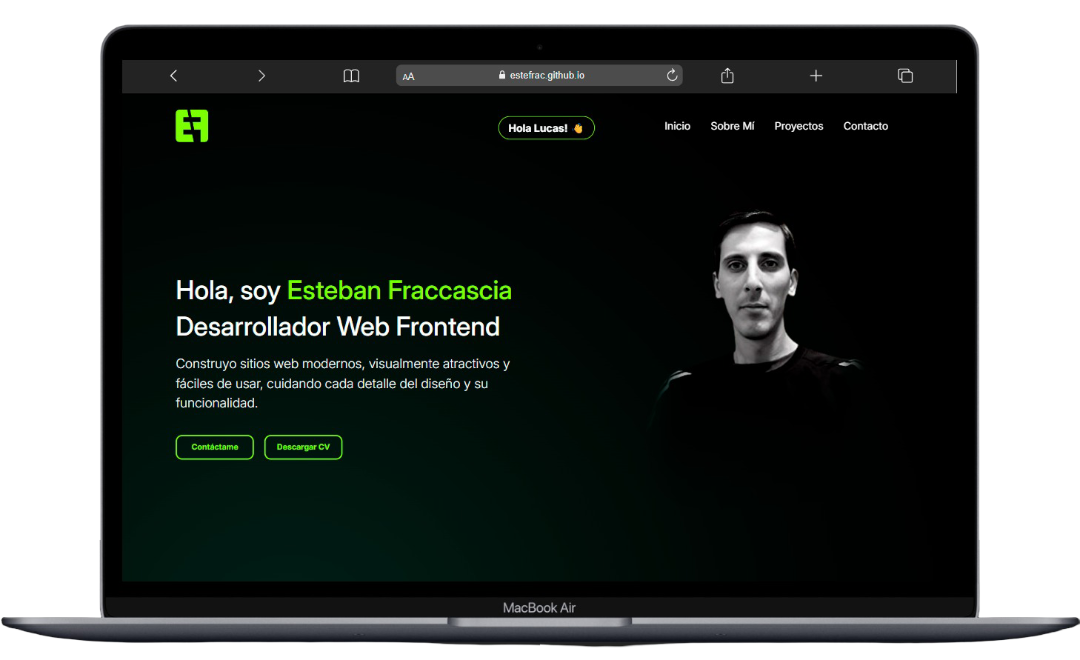 AA
estefrac.github.io
EF
Hola Lucas! 👏
Inicio
Sobre Mí
Proyectos
Contacto
Hola, soy Esteban Fraccascia
Desarrollador Web Frontend
Construyo sitios web modernos, visualmente atractivos y
fáciles de usar, cuidando cada detalle del diseño y su
funcionalidad.
Contáctame
Descargar CV
MacBook Air